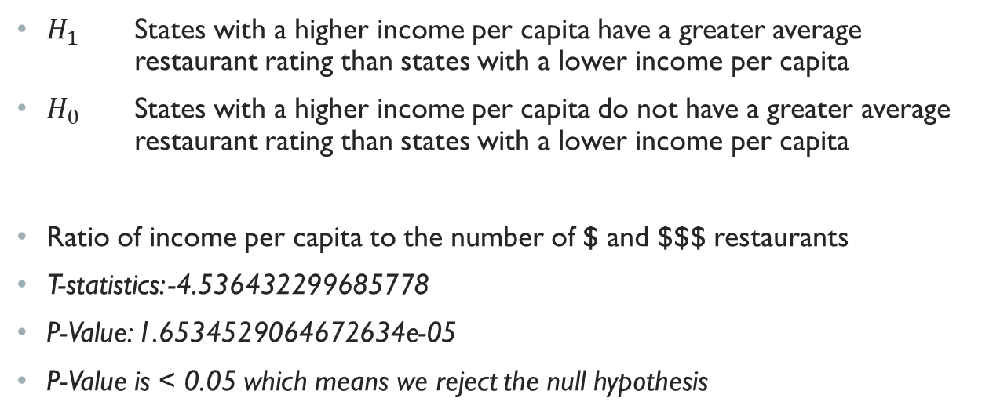 • H₁ States with a higher income per capita have a greater average
restaurant rating than states with a lower income per capita
• H₀ States with a higher income per capita do not have a greater average
restaurant rating than states with a lower income per capita
• Ratio of income per capita to the number of $ and $$$ restaurants
• T-statistics:-4.536432299685778
• P-Value: 1.6534529064672634e-05
• P-Value is < 0.05 which means we reject the null hypothesis